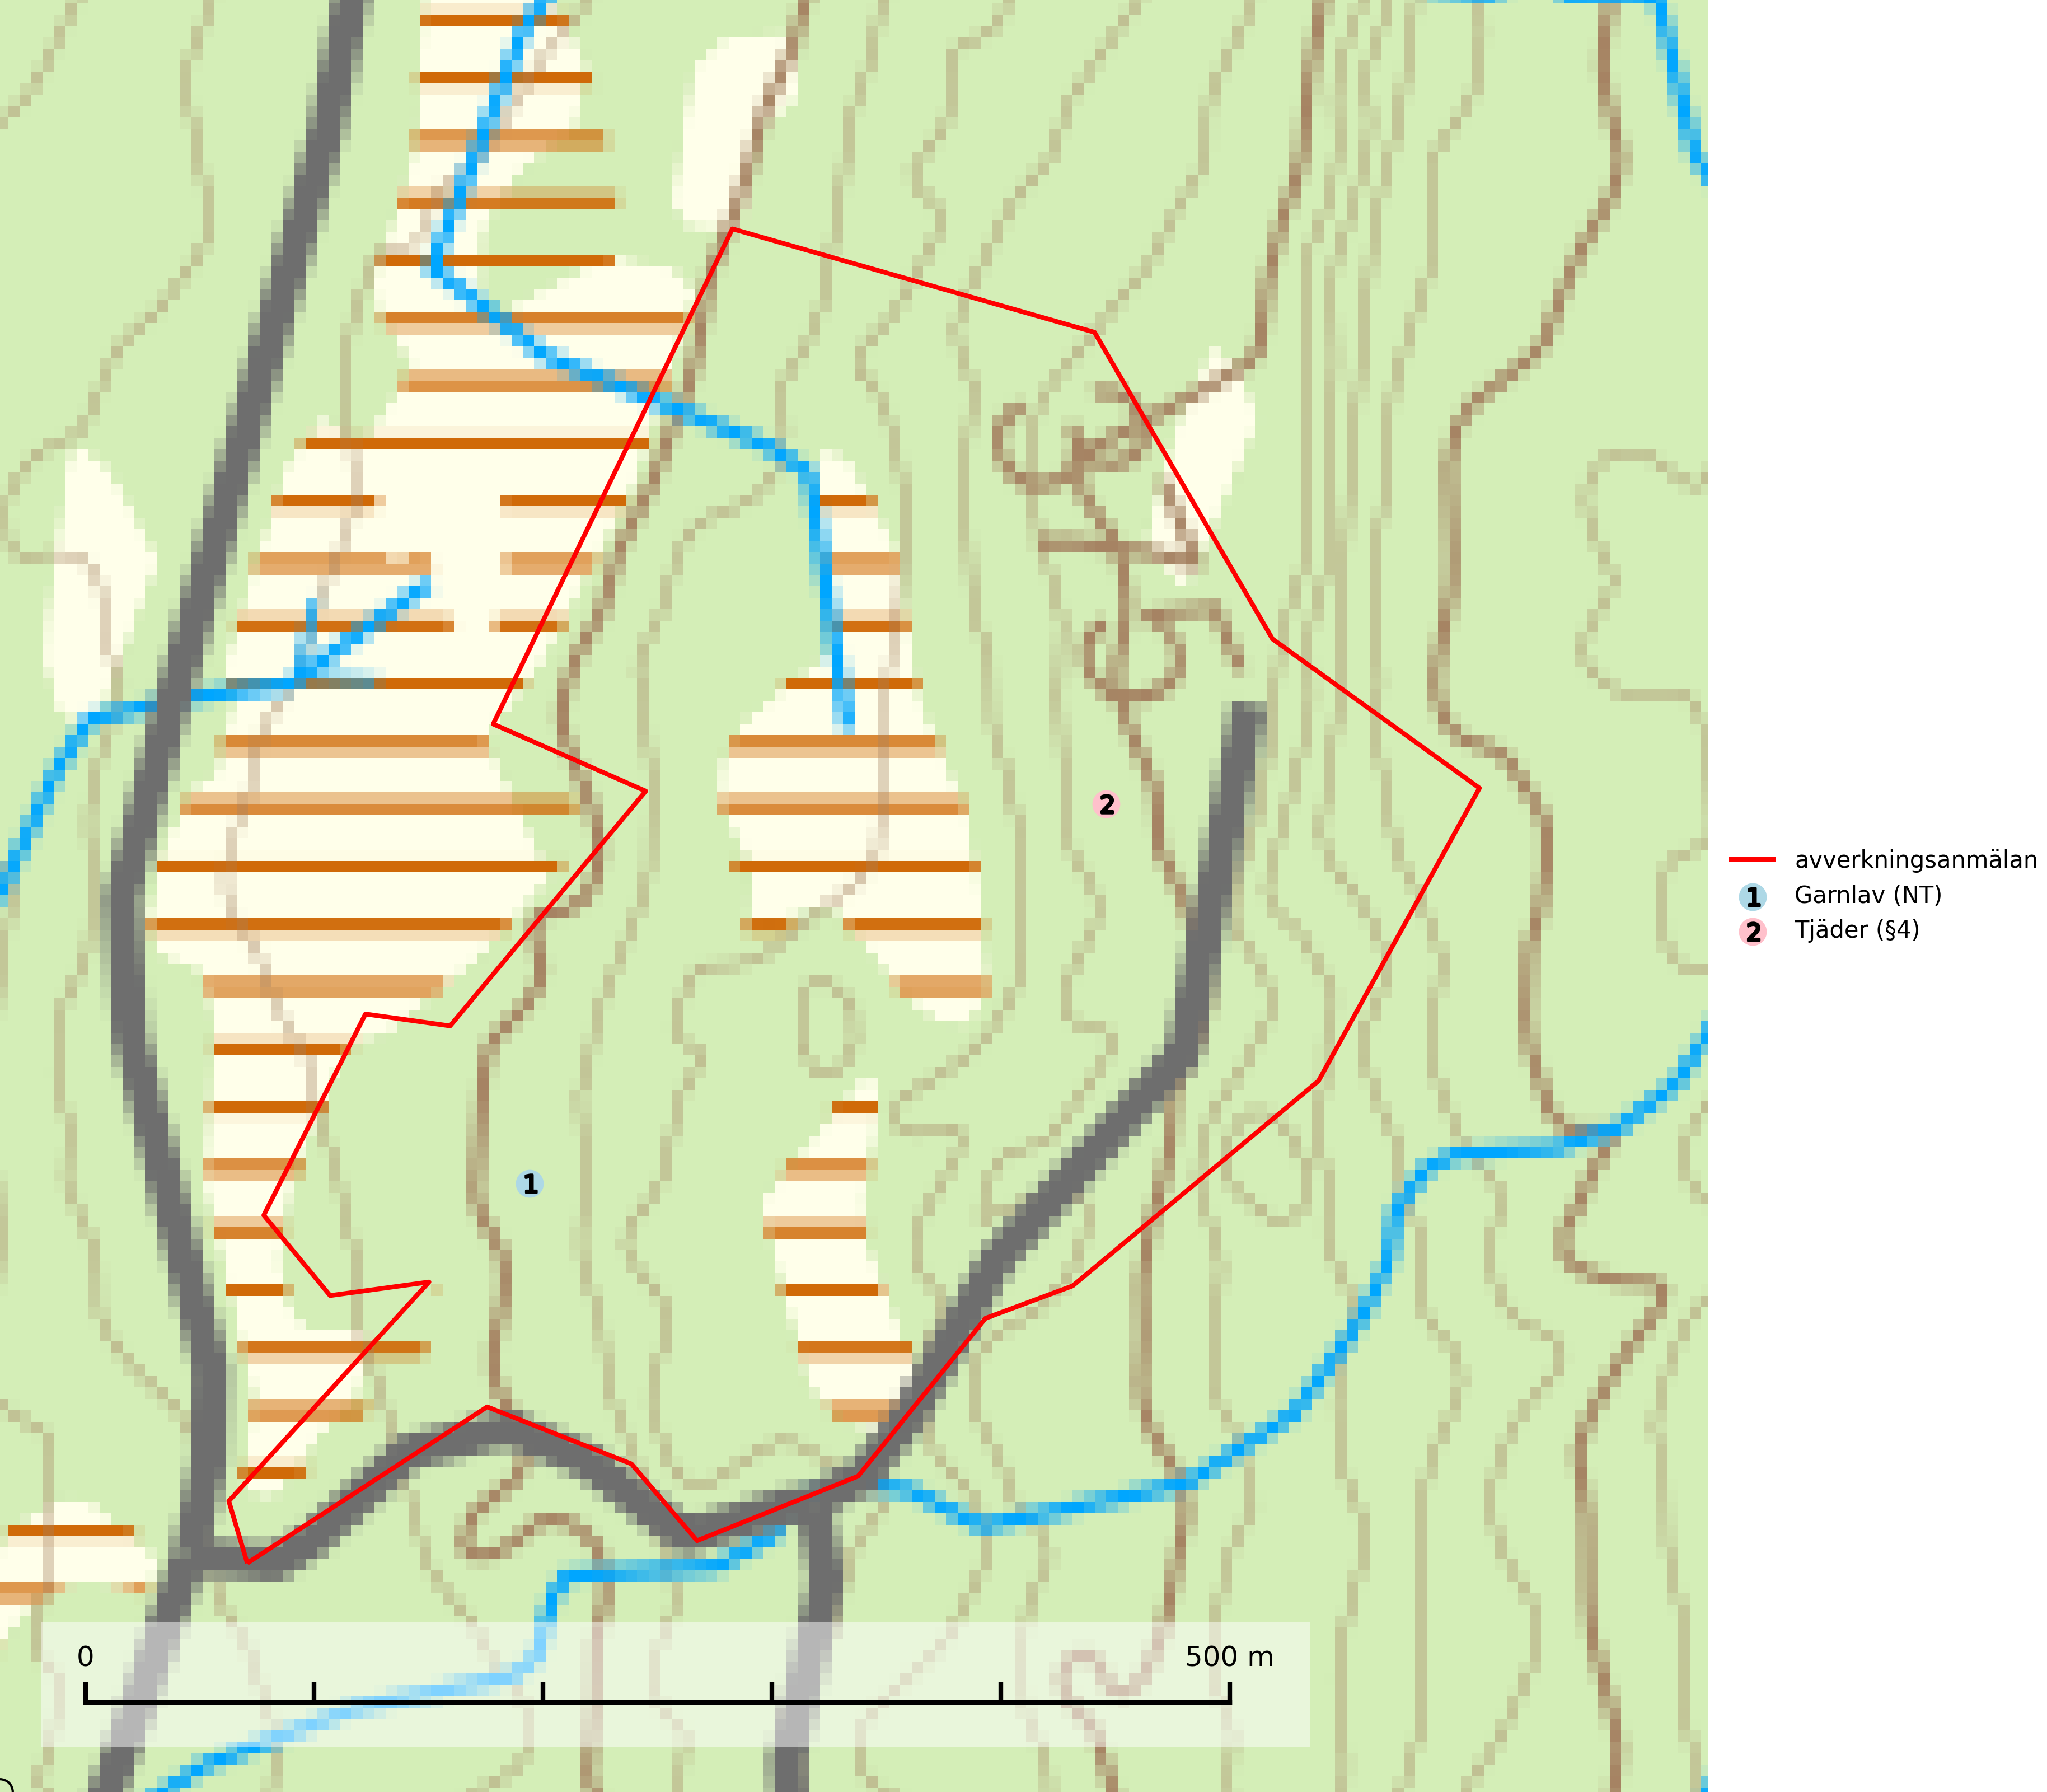 2
1
avverkningsanmälan
1 Garnlav (NT)
2 Tjäder (§4)
0 500 m